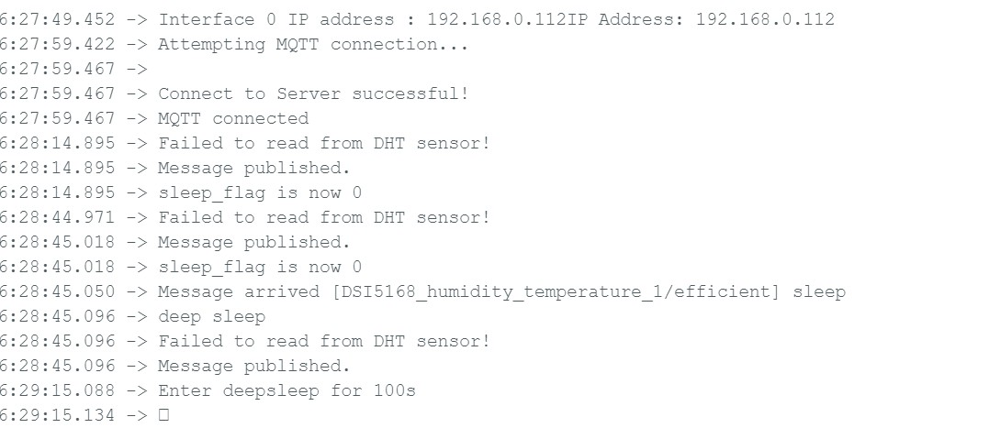 6:27:49.452 -> Interface 0 IP address : 192.168.0.112IP Address: 192.168.0.112
6:27:59.422 -> Attempting MQTT connection...
6:27:59.467 ->
6:27:59.467 -> Connect to Server successful!
6:27:59.467 -> MQTT connected
6:28:14.895 -> Failed to read from DHT sensor!
6:28:14.895 -> Message published.
6:28:14.895 -> sleep_flag is now 0
6:28:44.971 -> Failed to read from DHT sensor!
6:28:45.018 -> Message published.
6:28:45.018 -> sleep_flag is now 0
6:28:45.050 -> Message arrived [DSI5168_humidity_temperature_1/efficient] sleep
6:28:45.096 -> deep sleep
6:28:45.096 -> Failed to read from DHT sensor!
6:28:45.096 -> Message published.
6:29:15.088 -> Enter deepsleep for 100s
6:29:15.134 -> □